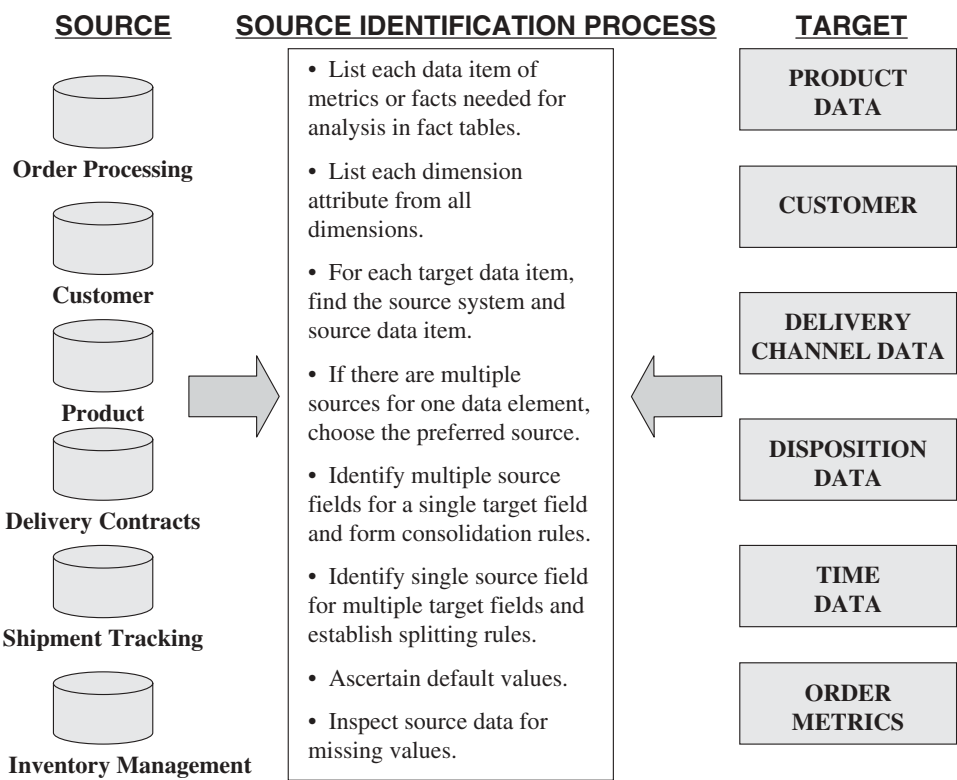 SOURCE
Order Processing
Customer
Product
Delivery Contracts
Shipment Tracking
Inventory Management
SOURCE IDENTIFICATION PROCESS
• List each data item of
metrics or facts needed for
analysis in fact tables.
• List each dimension
attribute from all
dimensions.
• For each target data item,
find the source system and
source data item.
• If there are multiple
sources for one data element,
choose the preferred source.
• Identify multiple source
fields for a single target field
and form consolidation rules.
• Identify single source field
for multiple target fields and
establish splitting rules.
• Ascertain default values.
• Inspect source data for
missing values.
TARGET
PRODUCT
DATA
CUSTOMER
DELIVERY
CHANNEL DATA
DISPOSITION
DATA
TIME
DATA
ORDER
METRICS